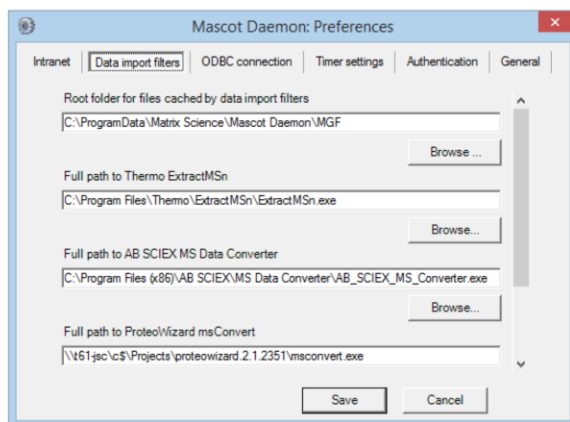 Mascot Daemon: Preferences
Intranet Data import filters ODBC connection Timer settings Authentication General
Root folder for files cached by data import filters
C:\ProgramData\Matrix Science\Mascot Daemon\MGF
Browse ...
Full path to Thermo ExtractMSn
C:\Program Files\Thermo\ExtractMSn\ExtractMSn.exe
Browse...
Full path to AB SCIEX MS Data Converter
C:\Program Files (x86)\AB SCIEX\MS Data Converter\AB_SCIEX_MS_Converter.exe
Browse...
Full path to ProteoWizard msConvert
\\t61-jsc\c$\Projects\proteowizard.2.1.2351\msconvert.exe
Save Cancel